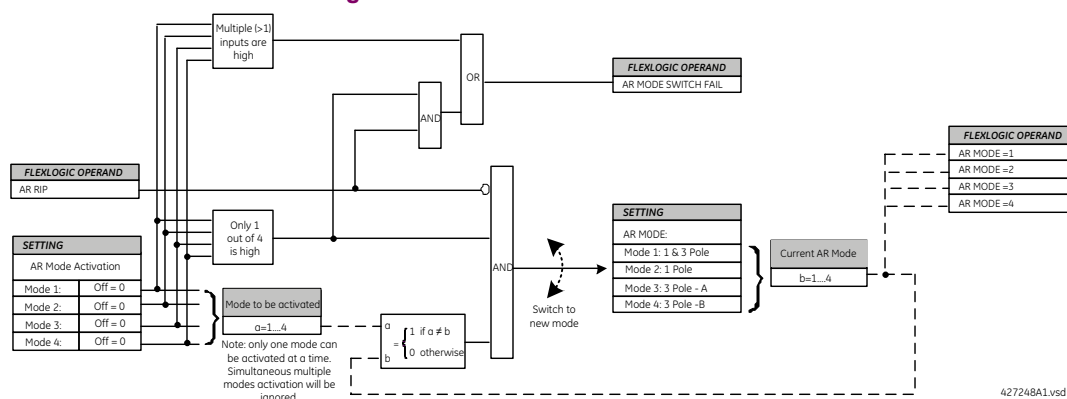 Multiple (>1)
inputs are
high
OR
AND
FLEXLOGIC OPERAND
AR MODE SWITCH FAIL
FLEXLOGIC OPERAND
AR MODE =1
AR MODE =2
AR MODE =3
AR MODE =4
FLEXLOGIC OPERAND
AR RIP
Only 1
out of 4
is high
AND
SETTING
AR Mode Activation
Mode 1: Off = 0
Mode 2: Off = 0
Mode 3: Off = 0
Mode 4: Off = 0
Mode to be activated
a=1....4
Note: only one mode can
be activated at a time.
Simultaneous multiple
modes activation will be
ignored
a
b
= { 1 if a ≠ b
0 otherwise
Switch to
new mode
SETTING
AR MODE:
Mode 1: 1 & 3 Pole
Mode 2: 1 Pole
Mode 3: 3 Pole - A
Mode 4: 3 Pole -B
Current AR Mode
b=1....4
427248A1.vsd